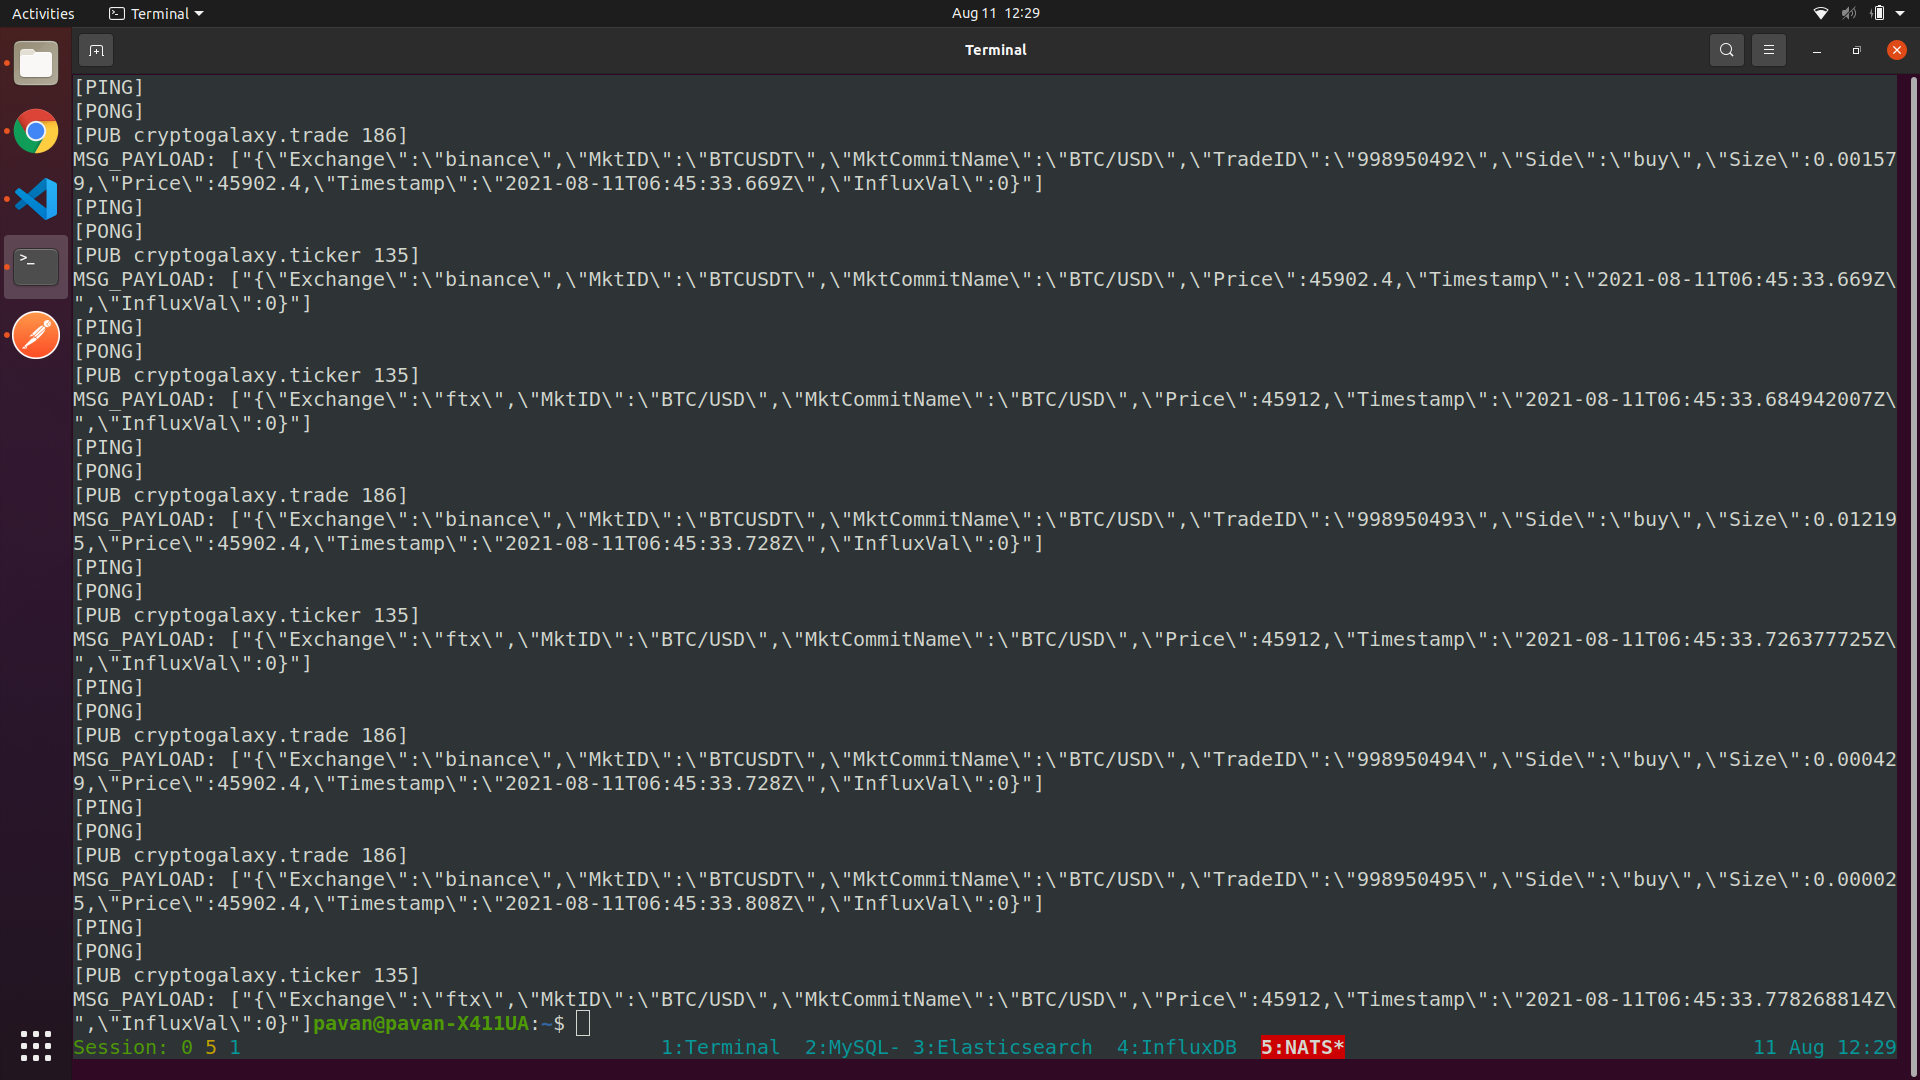 Activities Terminal Aug 11 12:29
Terminal
[PING]
[PONG]
[PUB cryptogalaxy.trade 186]
MSG_PAYLOAD: ["{\"Exchange\":\"binance\",\"MktID\":\"BTCUSDT\",\"MktCommitName\":\"BTC/USD\",\"TradeID\":\"998950492\",\"Side\":\"buy\",\"Size\":0.00157
9,\"Price\":45902.4,\"Timestamp\":\"2021-08-11T06:45:33.669Z\",\"InfluxVal\":0}"]
[PING]
[PONG]
[PUB cryptogalaxy.ticker 135]
MSG_PAYLOAD: ["{\"Exchange\":\"binance\",\"MktID\":\"BTCUSDT\",\"MktCommitName\":\"BTC/USD\",\"Price\":45902.4,\"Timestamp\":\"2021-08-11T06:45:33.669Z\
",\"InfluxVal\":0}"]
[PING]
[PONG]
[PUB cryptogalaxy.ticker 135]
MSG_PAYLOAD: ["{\"Exchange\":\"ftx\",\"MktID\":\"BTC/USD\",\"MktCommitName\":\"BTC/USD\",\"Price\":45912,\"Timestamp\":\"2021-08-11T06:45:33.684942007Z\
",\"InfluxVal\":0}"]
[PING]
[PONG]
[PUB cryptogalaxy.trade 186]
MSG_PAYLOAD: ["{\"Exchange\":\"binance\",\"MktID\":\"BTCUSDT\",\"MktCommitName\":\"BTC/USD\",\"TradeID\":\"998950493\",\"Side\":\"buy\",\"Size\":0.01219
5,\"Price\":45902.4,\"Timestamp\":\"2021-08-11T06:45:33.728Z\",\"InfluxVal\":0}"]
[PING]
[PONG]
[PUB cryptogalaxy.ticker 135]
MSG_PAYLOAD: ["{\"Exchange\":\"ftx\",\"MktID\":\"BTC/USD\",\"MktCommitName\":\"BTC/USD\",\"Price\":45912,\"Timestamp\":\"2021-08-11T06:45:33.726377725Z\
",\"InfluxVal\":0}"]
[PING]
[PONG]
[PUB cryptogalaxy.trade 186]
MSG_PAYLOAD: ["{\"Exchange\":\"binance\",\"MktID\":\"BTCUSDT\",\"MktCommitName\":\"BTC/USD\",\"TradeID\":\"998950494\",\"Side\":\"buy\",\"Size\":0.00042
9,\"Price\":45902.4,\"Timestamp\":\"2021-08-11T06:45:33.728Z\",\"InfluxVal\":0}"]
[PING]
[PONG]
[PUB cryptogalaxy.trade 186]
MSG_PAYLOAD: ["{\"Exchange\":\"binance\",\"MktID\":\"BTCUSDT\",\"MktCommitName\":\"BTC/USD\",\"TradeID\":\"998950495\",\"Side\":\"buy\",\"Size\":0.00002
5,\"Price\":45902.4,\"Timestamp\":\"2021-08-11T06:45:33.808Z\",\"InfluxVal\":0}"]
[PING]
[PONG]
[PUB cryptogalaxy.ticker 135]
MSG_PAYLOAD: ["{\"Exchange\":\"ftx\",\"MktID\":\"BTC/USD\",\"MktCommitName\":\"BTC/USD\",\"Price\":45912,\"Timestamp\":\"2021-08-11T06:45:33.778268814Z\
",\"InfluxVal\":0}"]pavan@pavan-X411UA:~$
Session: 0 5 1 1:Terminal 2:MySQL- 3:Elasticsearch 4:InfluxDB 5:NATS* 11 Aug 12:29